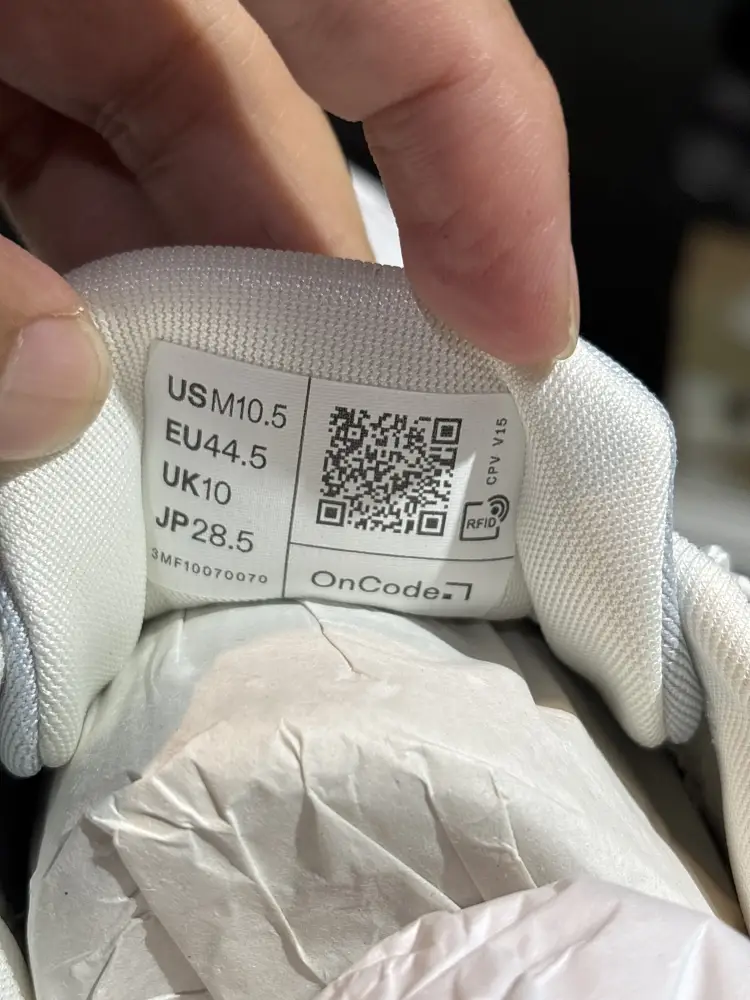 USM10.5
EU44.5
UK10
JP28.5
3MF10070070
CPV V15
RFID
OnCode